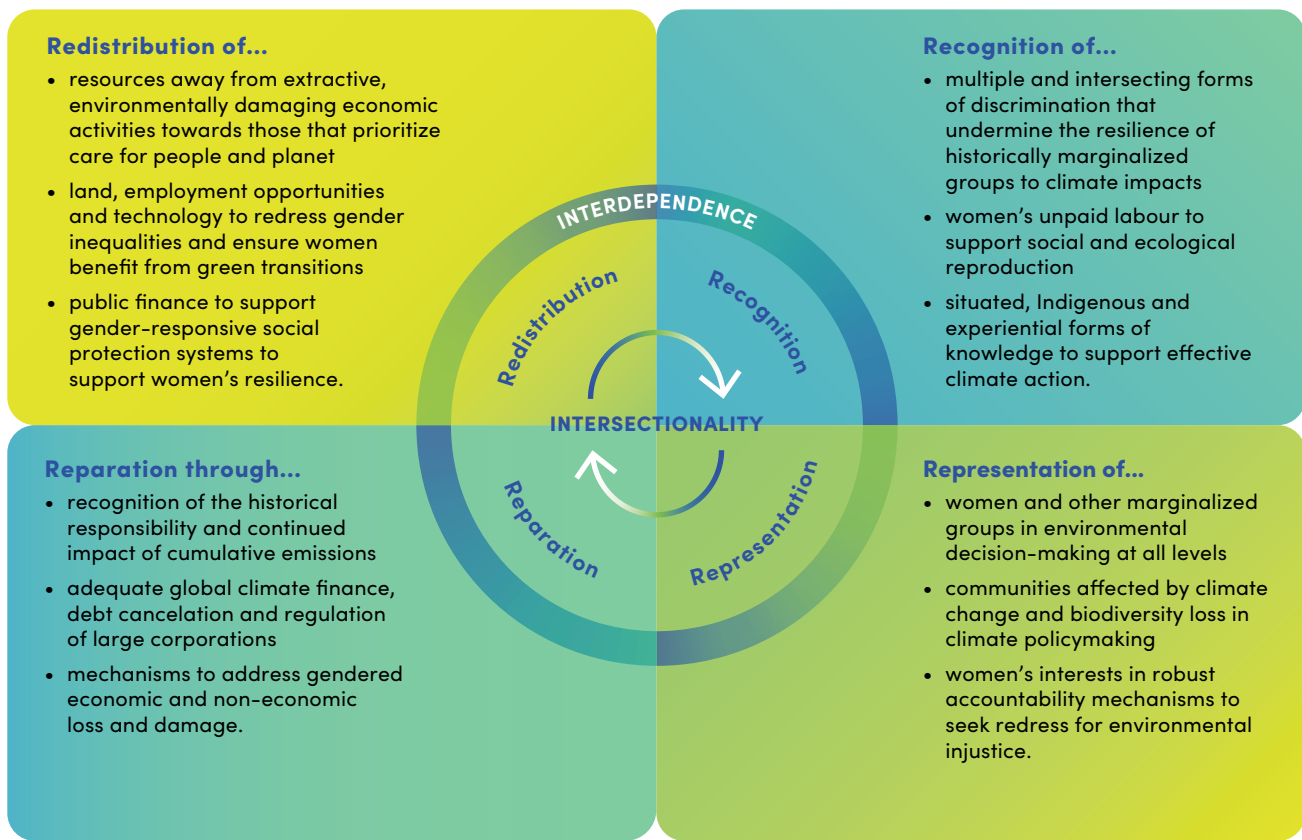 Redistribution of...
• resources away from extractive,
environmentally damaging economic
activities towards those that prioritize
care for people and planet
• land, employment opportunities
and technology to redress gender
inequalities and ensure women
benefit from green transitions
• public finance to support
gender-responsive social
protection systems to
support women's resilience.
Recognition of...
• multiple and intersecting forms
of discrimination that
undermine the resilience of
historically marginalized
groups to climate impacts
• women's unpaid labour to
support social and ecological
reproduction
• situated, Indigenous and
experiential forms of
knowledge to support effective
climate action.
INTERDEPENDENCE
Redistribution
Recognition
INTERSECTIONALITY
Reparation
Representation
Reparation through...
• recognition of the historical
responsibility and continued
impact of cumulative emissions
• adequate global climate finance,
debt cancelation and regulation
of large corporations
• mechanisms to address gendered
economic and non-economic
loss and damage.
Representation of...
• women and other marginalized
groups in environmental
decision-making at all levels
• communities affected by climate
change and biodiversity loss in
climate policymaking
• women's interests in robust
accountability mechanisms to
seek redress for environmental
injustice.